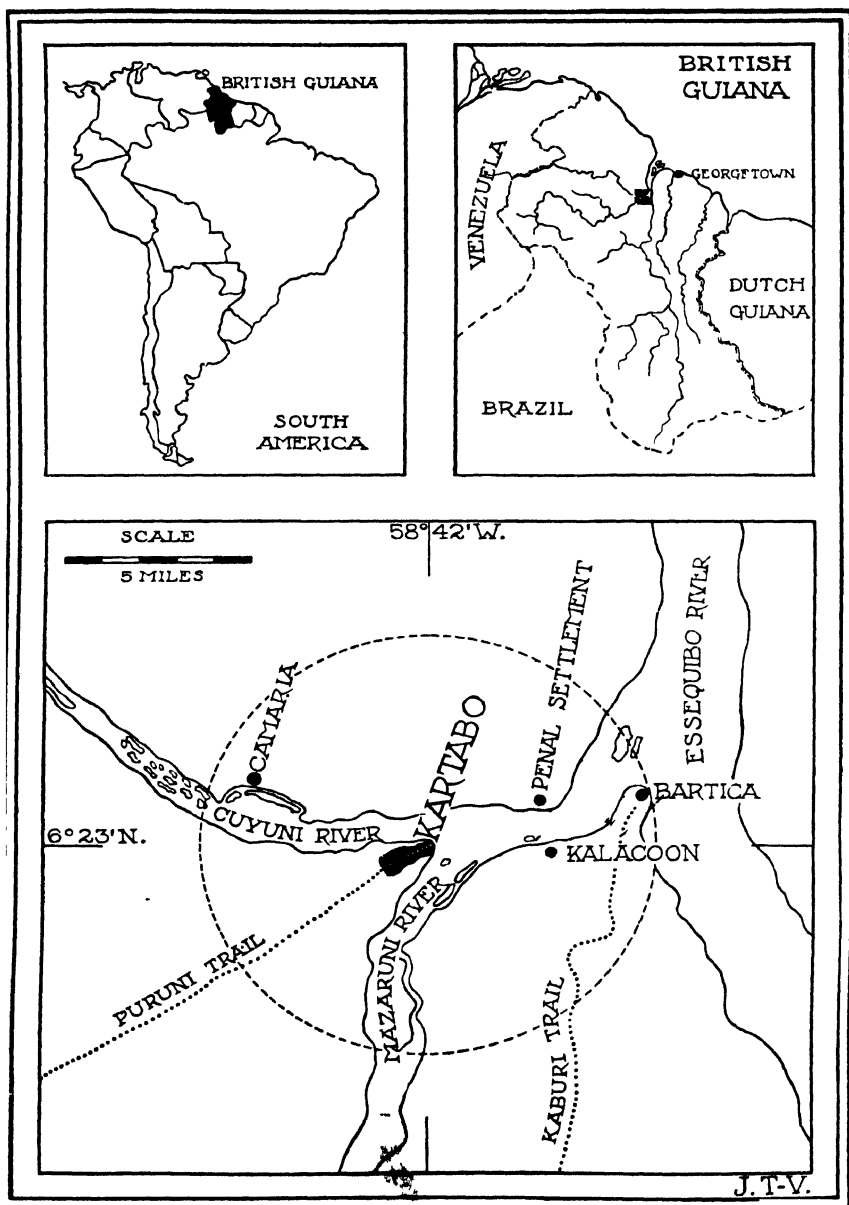 BRITISH GUIANA
SOUTH
AMERICA
BRITISH
GUIANA
GEORGETOWN
VENEZUELA
DUTCH
GUIANA
BRAZIL
SCALE
5 MILES
58°42'W.
PENAL SETTLEMENT
ESSEQUIBO RIVER
CAMARIA
KARTABO
BARTICA
CUYUNI RIVER
6°23'N.
KALACOON
MAZARUNI RIVER
PURUNI TRAIL
KABURI TRAIL
J.T-V.